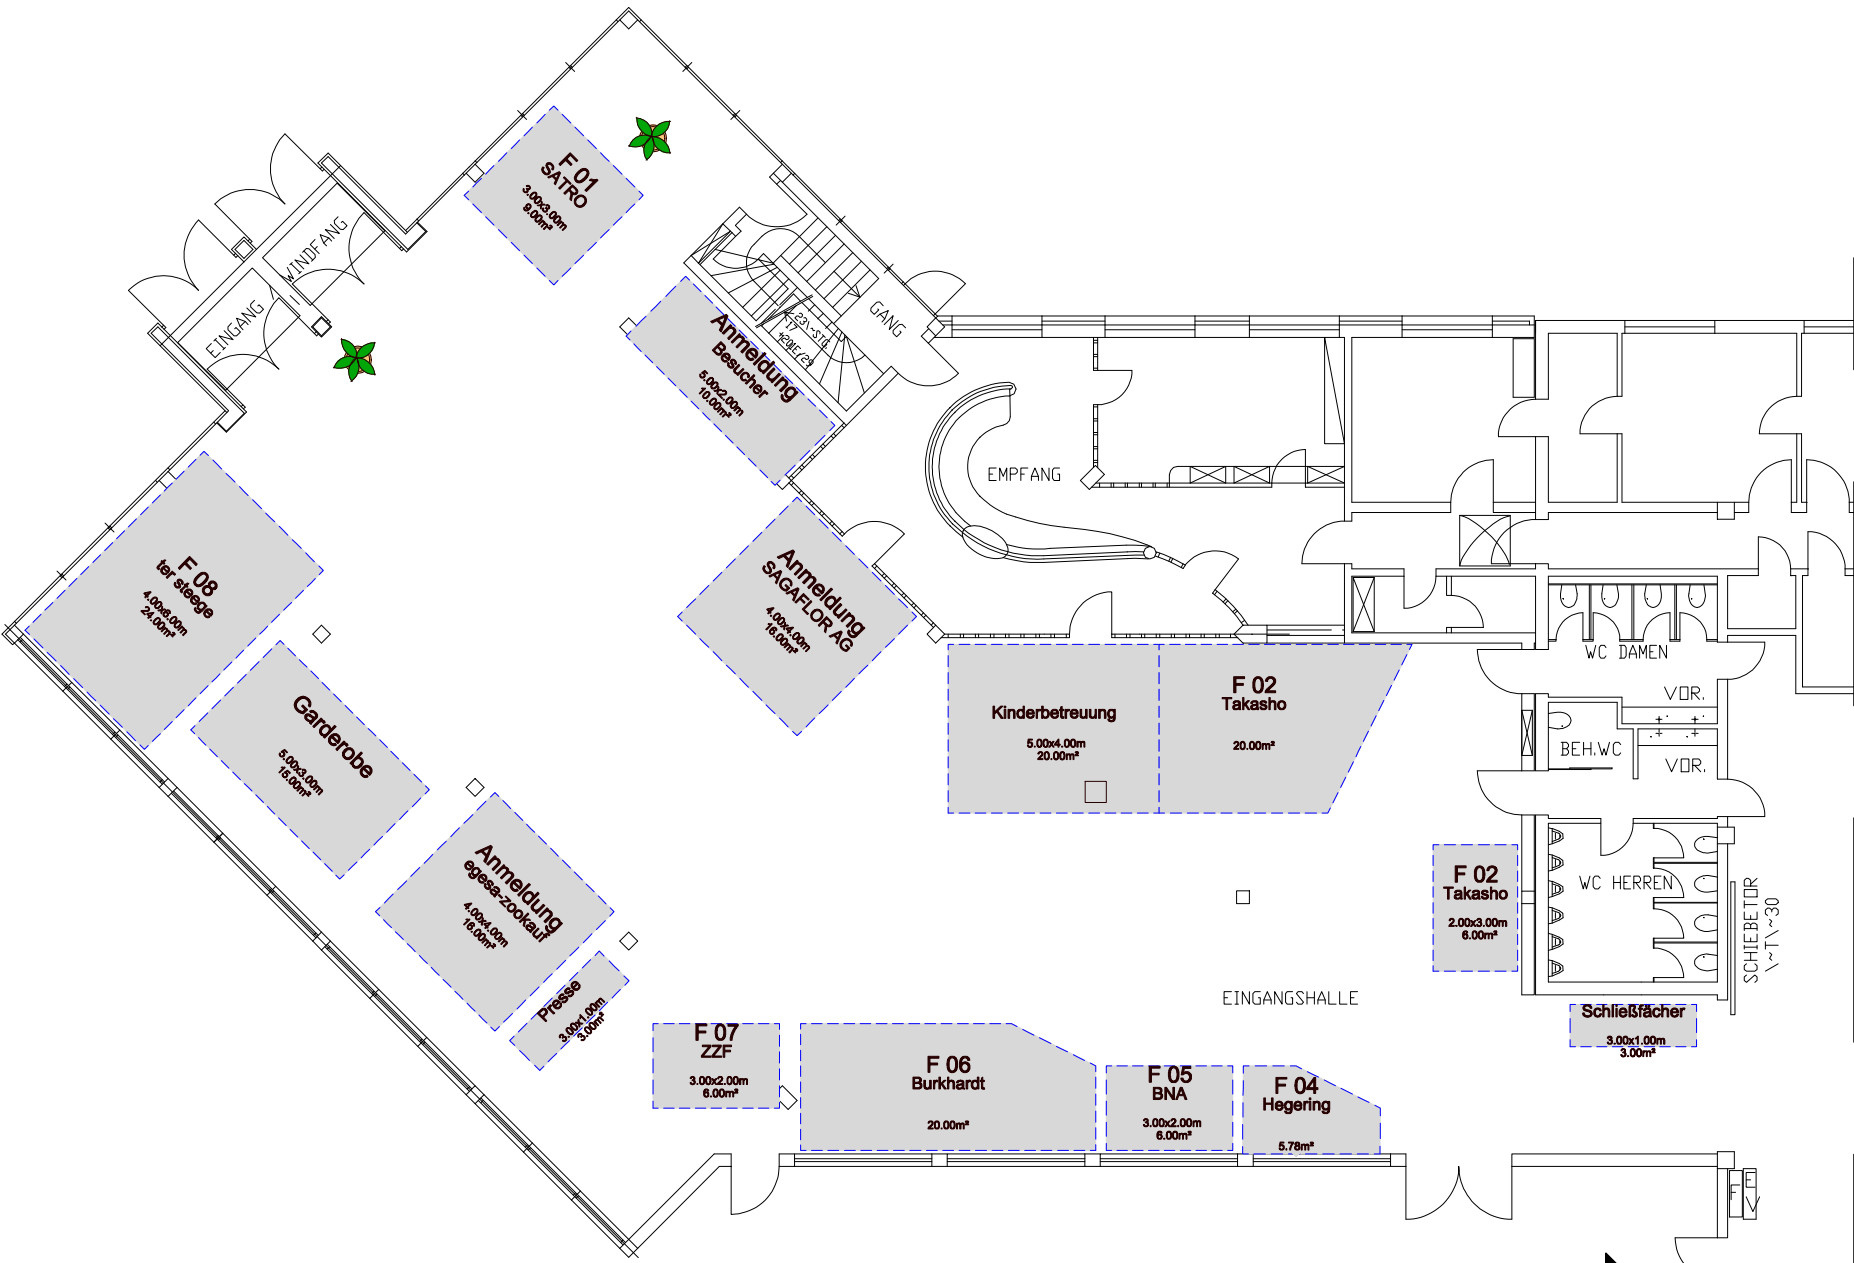 F 01
SATRO
3.00x3.00m
9.00m²
WINDFANG
EINGANG
Anmeldung
Besucher
5.00x2.00m
10.00m²
GANG
EMPFANG
F 08
ter steege
4.00x6.00m
24.00m²
Anmeldung
SAGAFLOR AG
4.00x4.00m
16.00m²
Garderobe
5.00x3.00m
15.00m²
Kinderbetreuung
5.00x4.00m
20.00m²
F 02
Takasho
20.00m²
WC DAMEN
VOR.
BEH.WC
VOR.
Anmeldung
egesa-zookauf
4.00x4.00m
16.00m²
F 02
Takasho
2.00x3.00m
6.00m²
WC HERREN
SCHIEBETOR
\~T\~30
Presse
3.00x1.00m
3.00m²
EINGANGSHALLE
Schließfächer
3.00x1.00m
3.00m²
F 07
ZZF
3.00x2.00m
6.00m²
F 06
Burkhardt
20.00m²
F 05
BNA
3.00x2.00m
6.00m²
F 04
Hegering
5.78m²
F
E
V